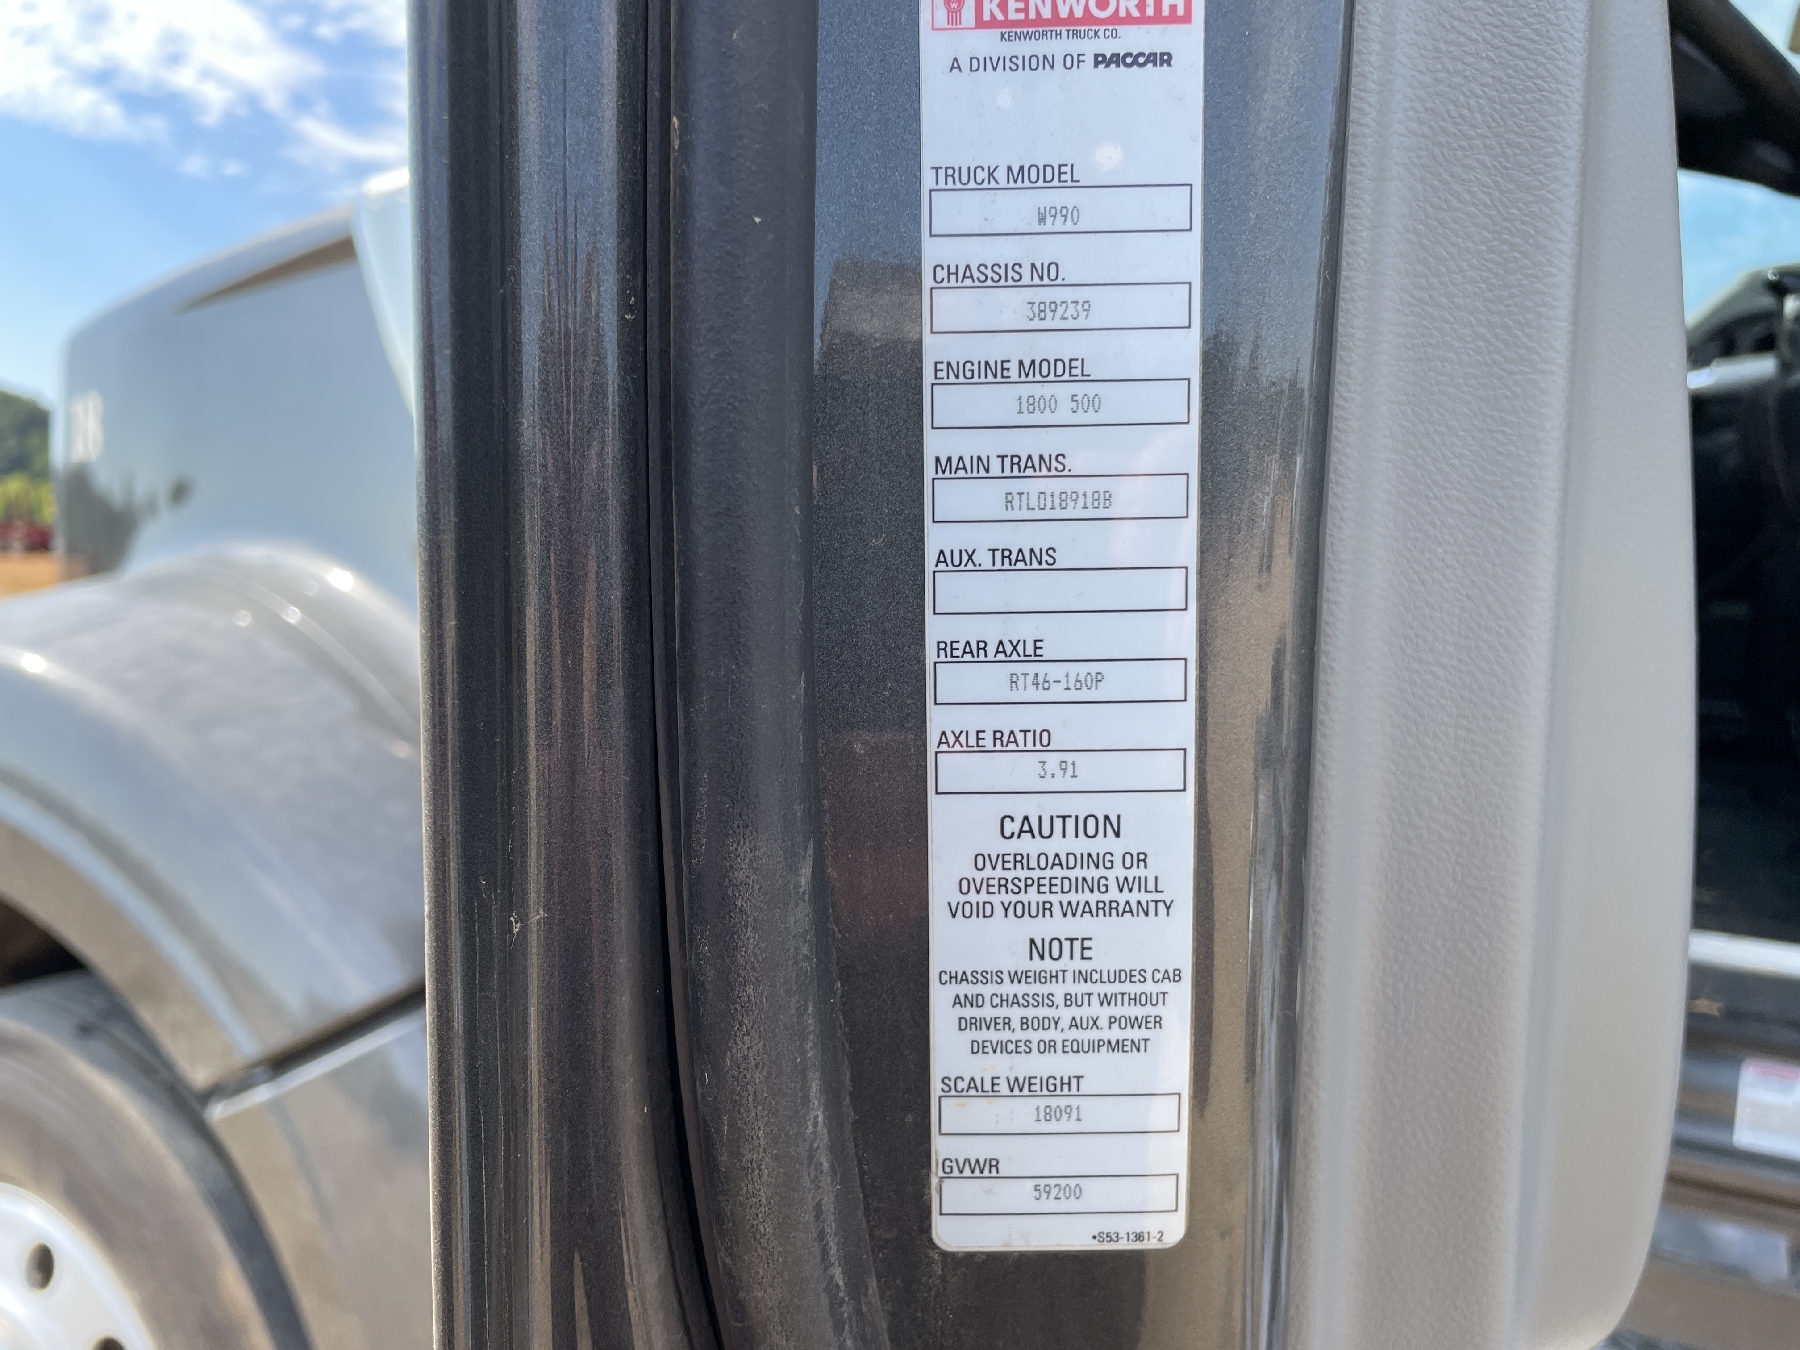 KENWORTH
KENWORTH TRUCK CO.
A DIVISION OF PACCAR
TRUCK MODEL
W990
CHASSIS NO.
389239
ENGINE MODEL
1800 500
MAIN TRANS.
RTLO18918B
AUX. TRANS
REAR AXLE
RT46-160P
AXLE RATIO
3.91
CAUTION
OVERLOADING OR
OVERSPEEDING WILL
VOID YOUR WARRANTY
NOTE
CHASSIS WEIGHT INCLUDES CAB
AND CHASSIS, BUT WITHOUT
DRIVER, BODY, AUX. POWER
DEVICES OR EQUIPMENT
SCALE WEIGHT
18091
GVWR
59200
•S53-1361-2